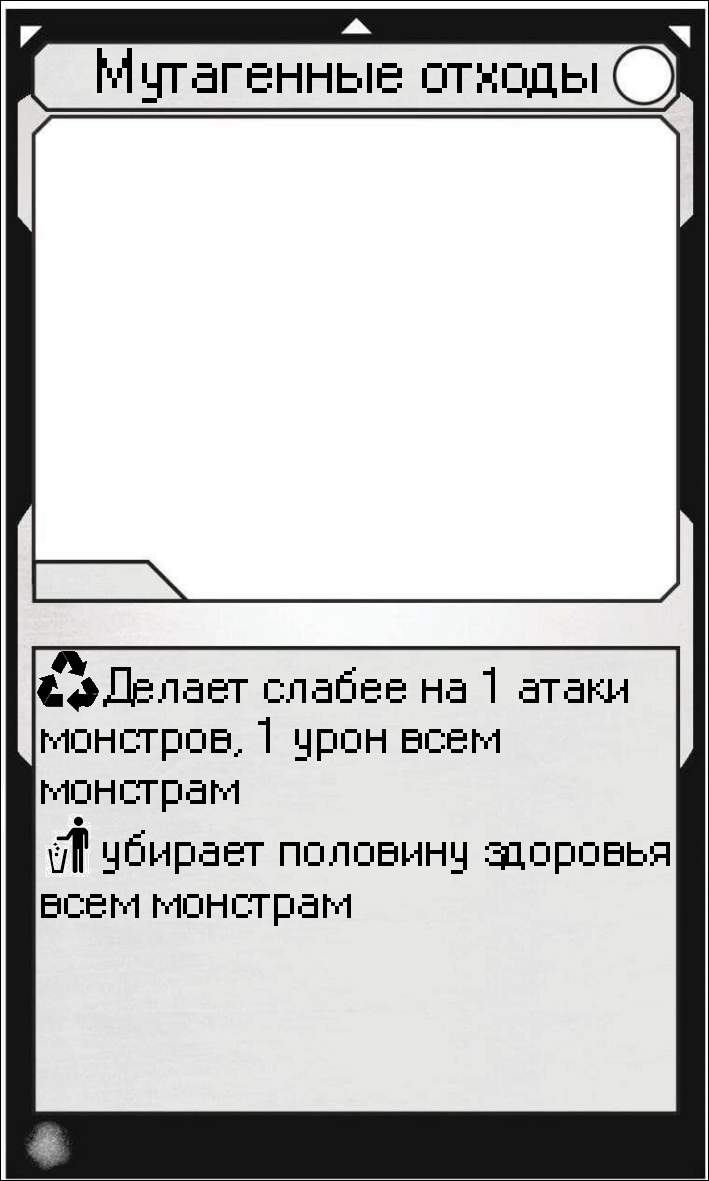 Мутагенные отходы
Делает слабее на 1 атаки
монстров, 1 урон всем
монстрам
убирает половину здоровья
всем монстрам